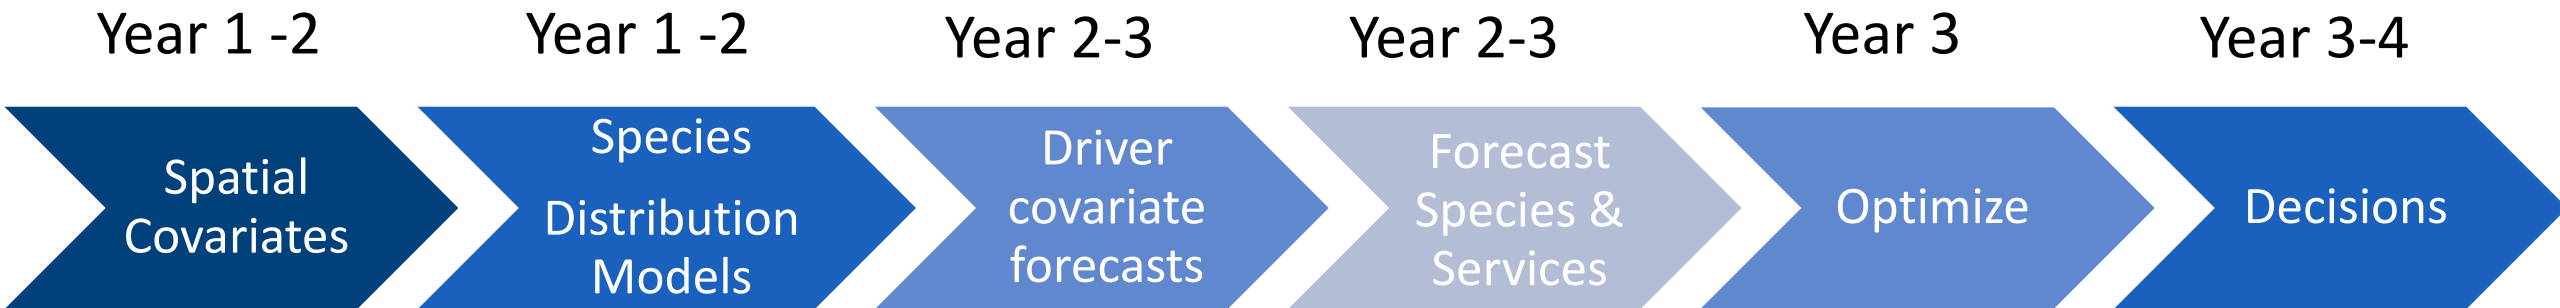 Year 1 -2
Year 1 -2
Year 2-3
Year 2-3
Year 3
Year 3-4
Spatial
Covariates
Species
Distribution
Models
Driver
covariate
forecasts
Forecast
Species &
Services
Optimize
Decisions